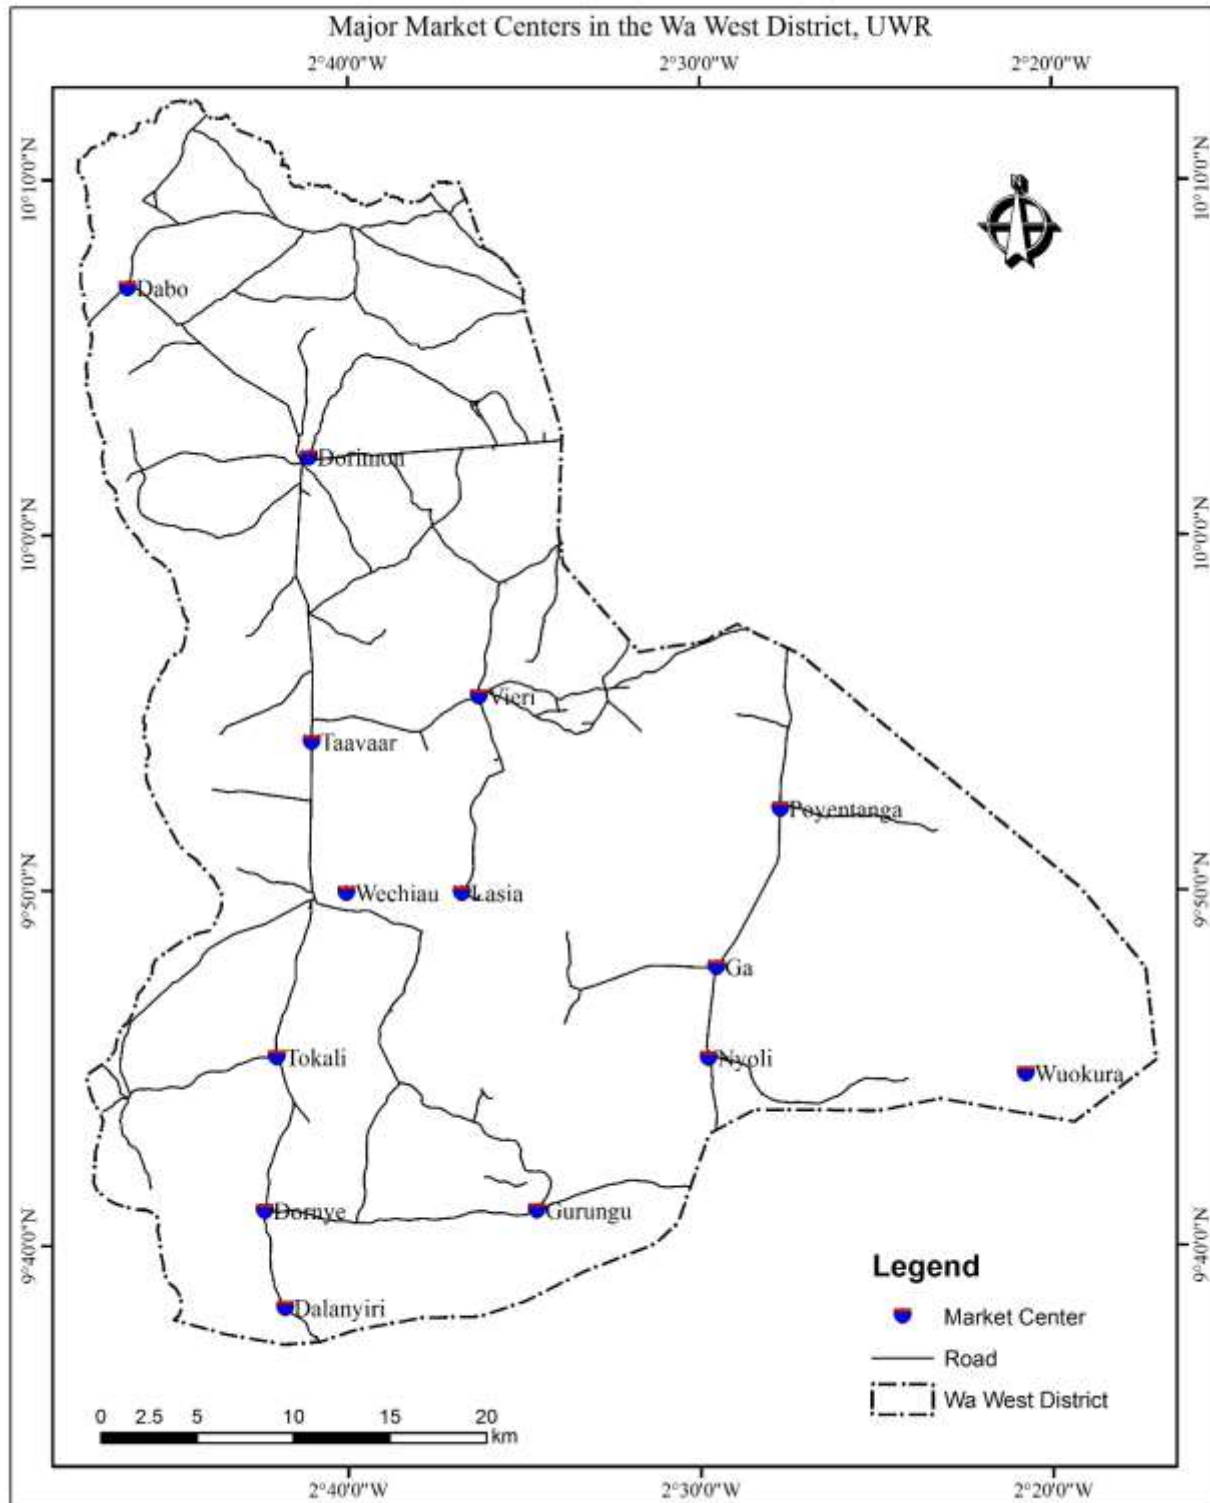 Major Market Centers in the Wa West District, UWR
2°40'0"W 2°30'0"W 2°20'0"W
10°10'0"N 10°10'0"N
Dabo
Dorimon
10°0'0"N 10°0'0"N
Vieri
Taavaar
Poyentanga
9°50'0"N 9°50'0"N
Wechiau Lasia
Ga
Tokali Nyoli
Wuokura
Dornye Gurungu
9°40'0"N 9°40'0"N
Dalanyiri
Legend
Market Center
Road
Wa West District
0 2.5 5 10 15 20
km
2°40'0"W 2°30'0"W 2°20'0"W